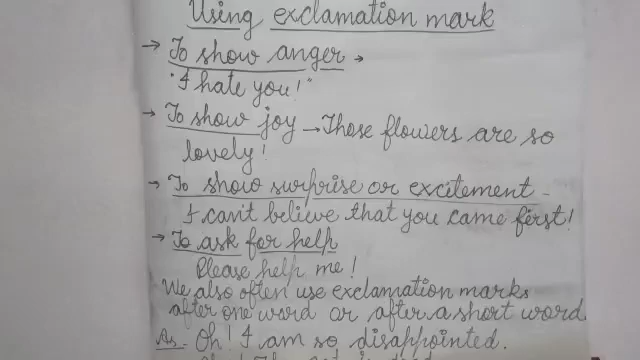 Using exclamation mark
→ To show anger →
"I hate you!"
→ To show joy → Those flowers are so
lovely!
→ To show surprise or excitement -
I can't believe that you came first!
→ To ask for help
Please help me!
We also often use exclamation marks
after one word or after a short word
As - Oh! I am so disappointed.